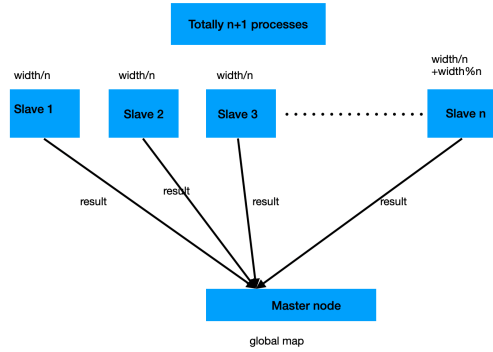 Totally n+1 processes
width/n
width/n
width/n
width/n
+width%n
Slave 1
Slave 2
Slave 3
Slave n
result
result
result
result
Master node
global map